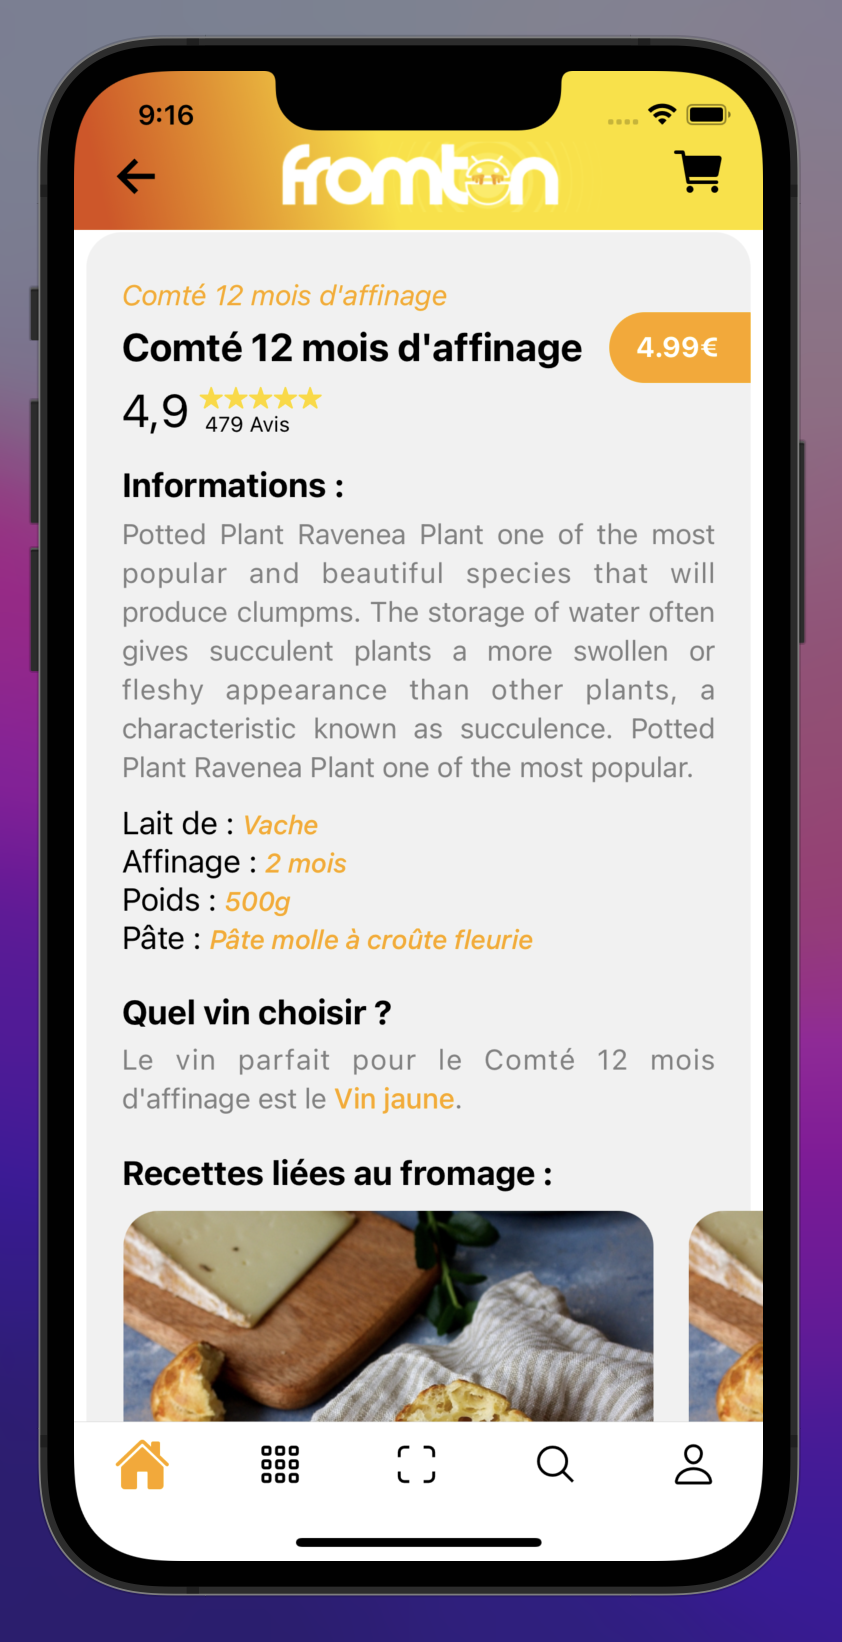 9:16
fromton
Comté 12 mois d'affinage
Comté 12 mois d'affinage
4.99€
4,9
479 Avis
Informations :
Potted Plant Ravenea Plant one of the most
popular and beautiful species that will
produce clumpms. The storage of water often
gives succulent plants a more swollen or
fleshy appearance than other plants, a
characteristic known as succulence. Potted
Plant Ravenea Plant one of the most popular.
Lait de : Vache
Affinage : 2 mois
Poids : 500g
Pâte : Pâte molle à croûte fleurie
Quel vin choisir ?
Le vin parfait pour le Comté 12 mois
d'affinage est le Vin jaune.
Recettes liées au fromage :